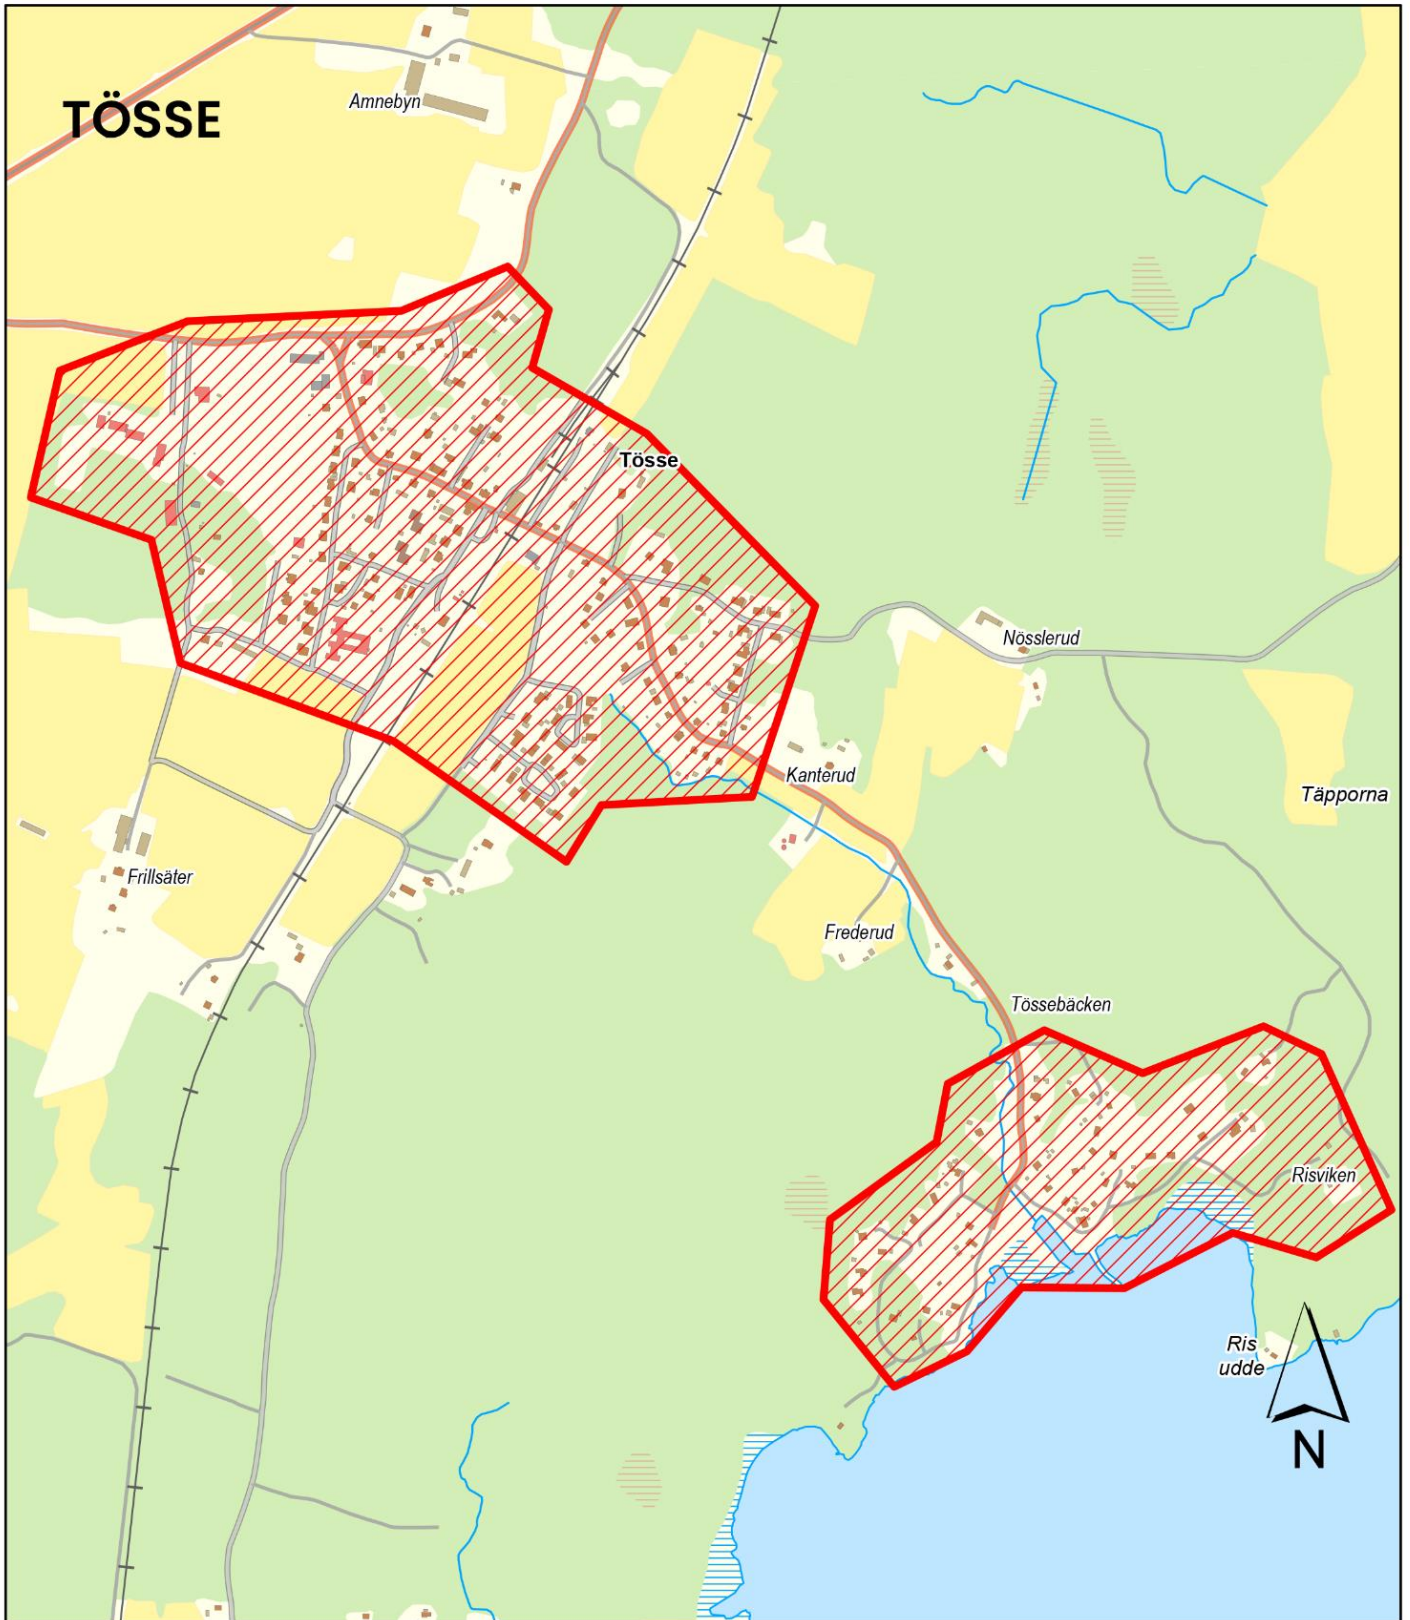 TÖSSE
Amnebyn
Tösse
Nösslerud
Kanterud
Täpporna
Frillsäter
Frederud
Tössebäcken
Risviken
Ris
udde
N